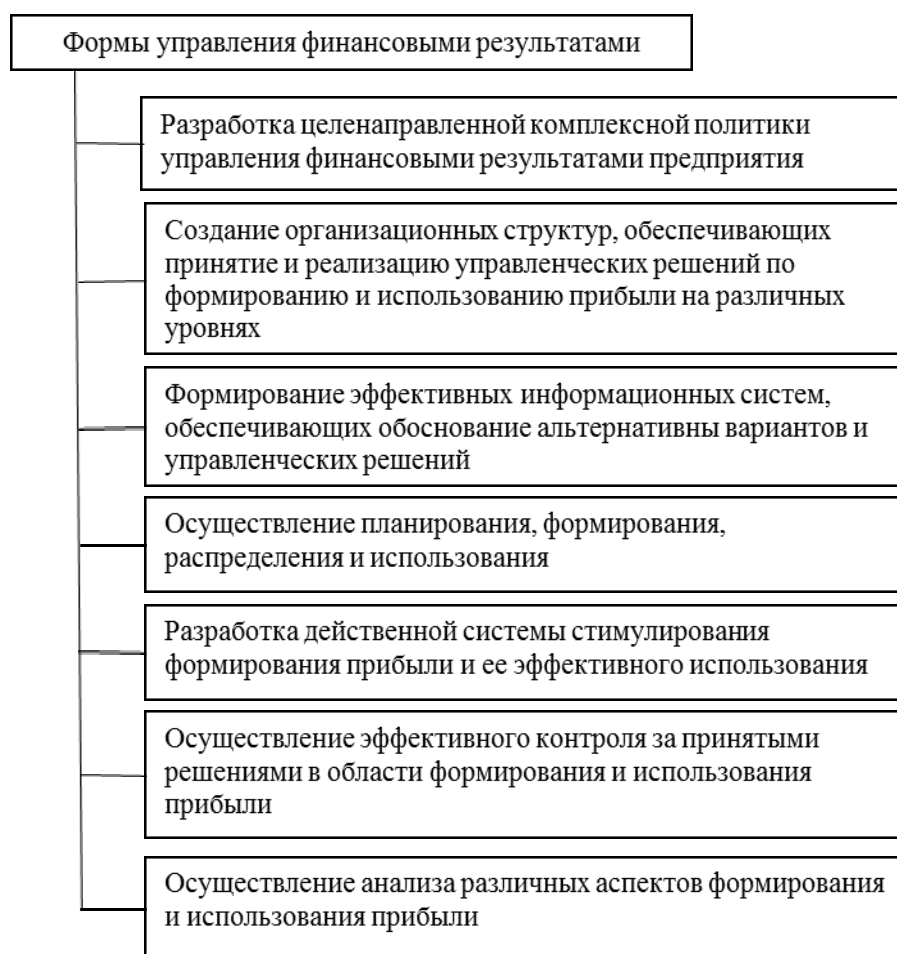 Формы управления финансовыми результатами
Разработка целенаправленной комплексной политики
управления финансовыми результатами предприятия
Создание организационных структур, обеспечивающих
принятие и реализацию управленческих решений по
формированию и использованию прибыли на различных
уровнях
Формирование эффективных информационных систем,
обеспечивающих обоснование альтернативны вариантов и
управленческих решений
Осуществление планирования, формирования,
распределения и использования
Разработка действенной системы стимулирования
формирования прибыли и ее эффективного использования
Осуществление эффективного контроля за принятыми
решениями в области формирования и использования
прибыли
Осуществление анализа различных аспектов формирования
и использования прибыли